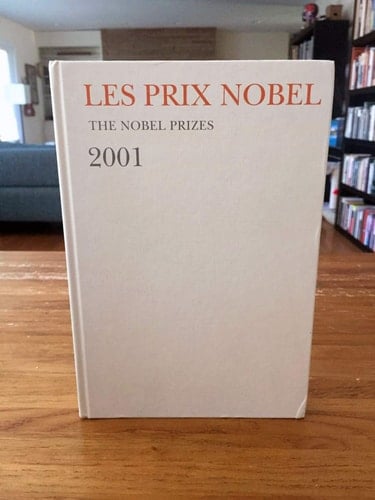 LES PRIX NOBEL
THE NOBEL PRIZES
2001